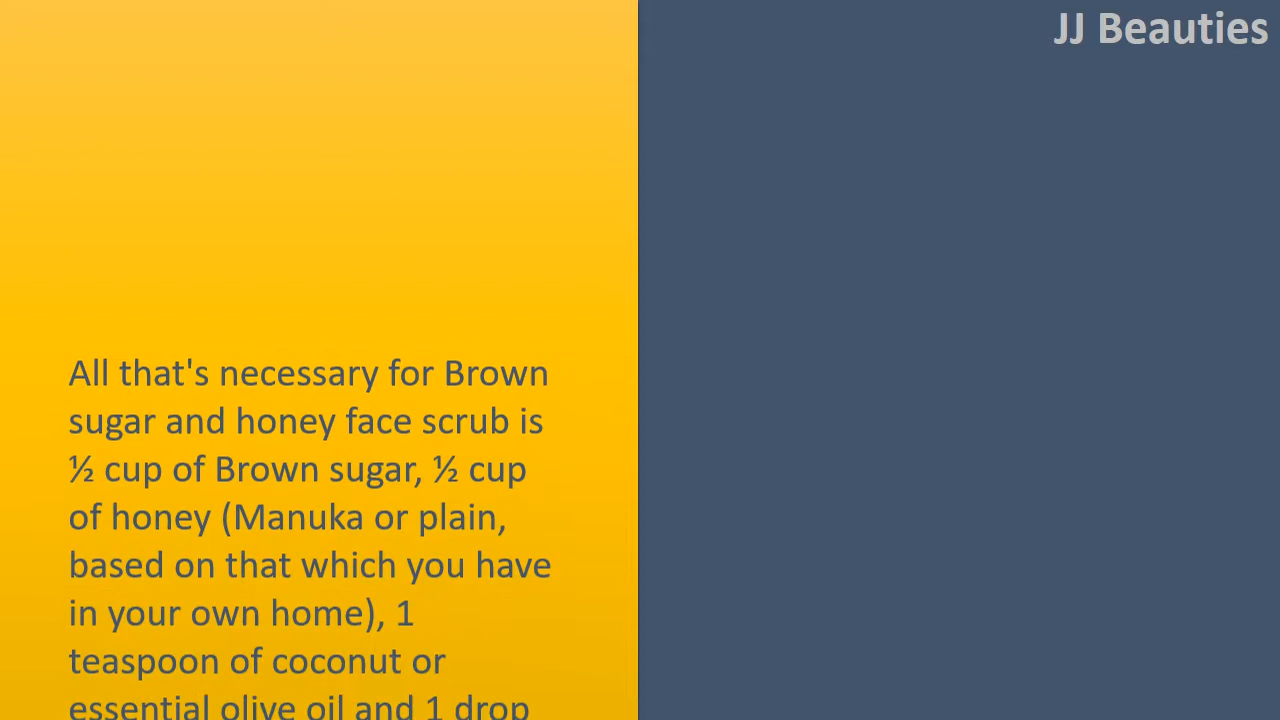 JJ Beauties
All that's necessary for Brown
sugar and honey face scrub is
½ cup of Brown sugar, ½ cup
of honey (Manuka or plain,
based on that which you have
in your own home), 1
teaspoon of coconut or
essential olive oil and 1 drop